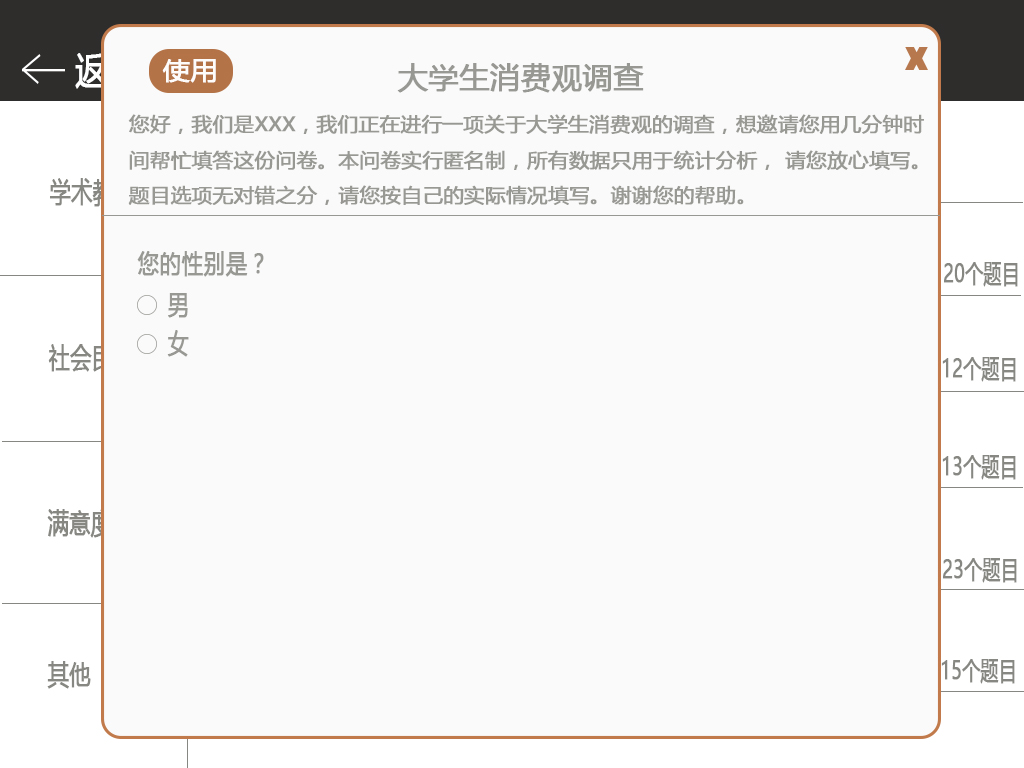 返
使用
大学生消费观调查
X
您好，我们是XXX，我们正在进行一项关于大学生消费观的调查，想邀请您用几分钟时
间帮忙填答这份问卷。本问卷实行匿名制，所有数据只用于统计分析， 请您放心填写。
题目选项无对错之分，请您按自己的实际情况填写。谢谢您的帮助。
您的性别是？
男
女
学术
社会
满意度
其他
20个题目
12个题目
13个题目
23个题目
15个题目